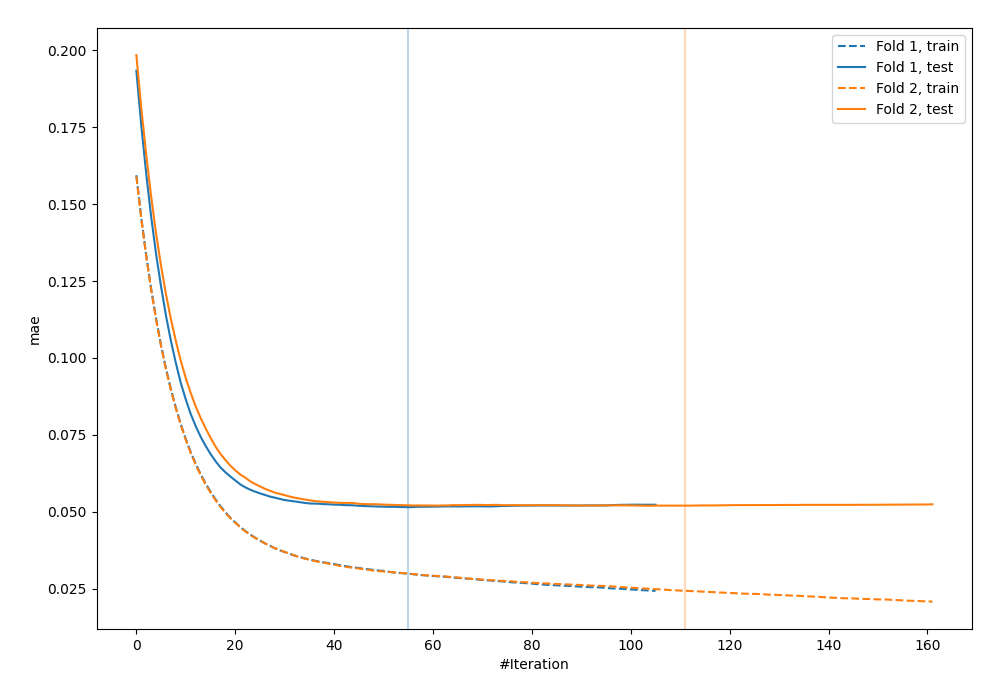 0.200
0.175
0.150
0.125
0.100
0.075
0.050
0.025
mae
0 20 40 60 80 100 120 140 160
#Iteration
Fold 1, train
Fold 1, test
Fold 2, train
Fold 2, test